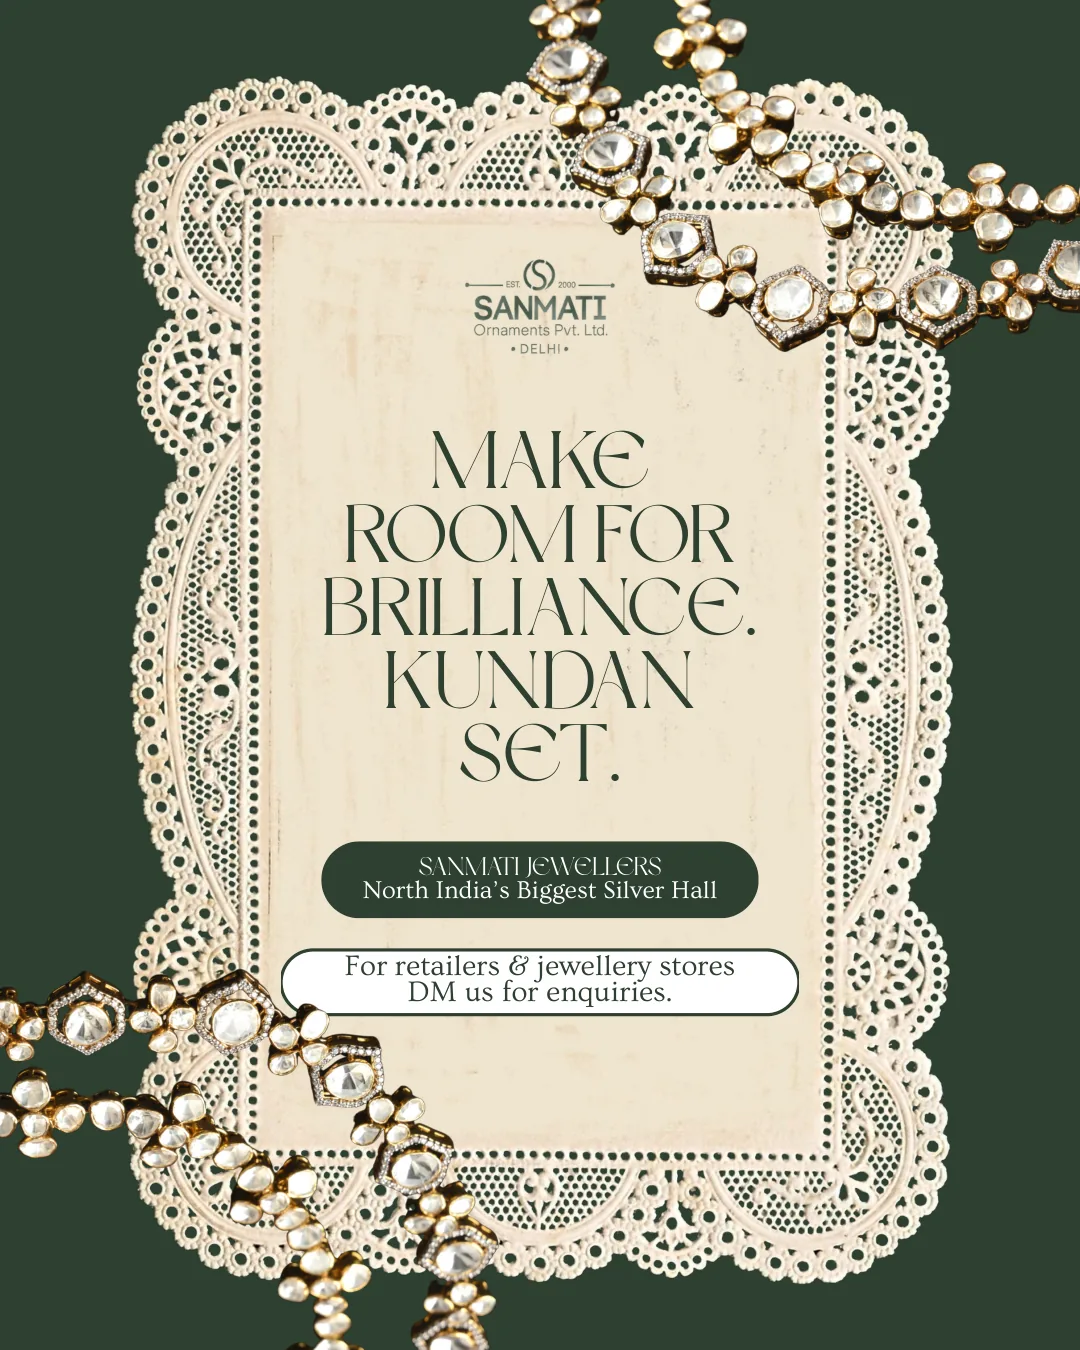 EST. 2000
SANMATI
Ornaments Pvt. Ltd.
• DELHI •
MAKE
ROOM FOR
BRILLIANCE.
KUNDAN
SET.
SANMATI JEWELLERS
North India's Biggest Silver Hall
For retailers & jewellery stores
DM us for enquiries.